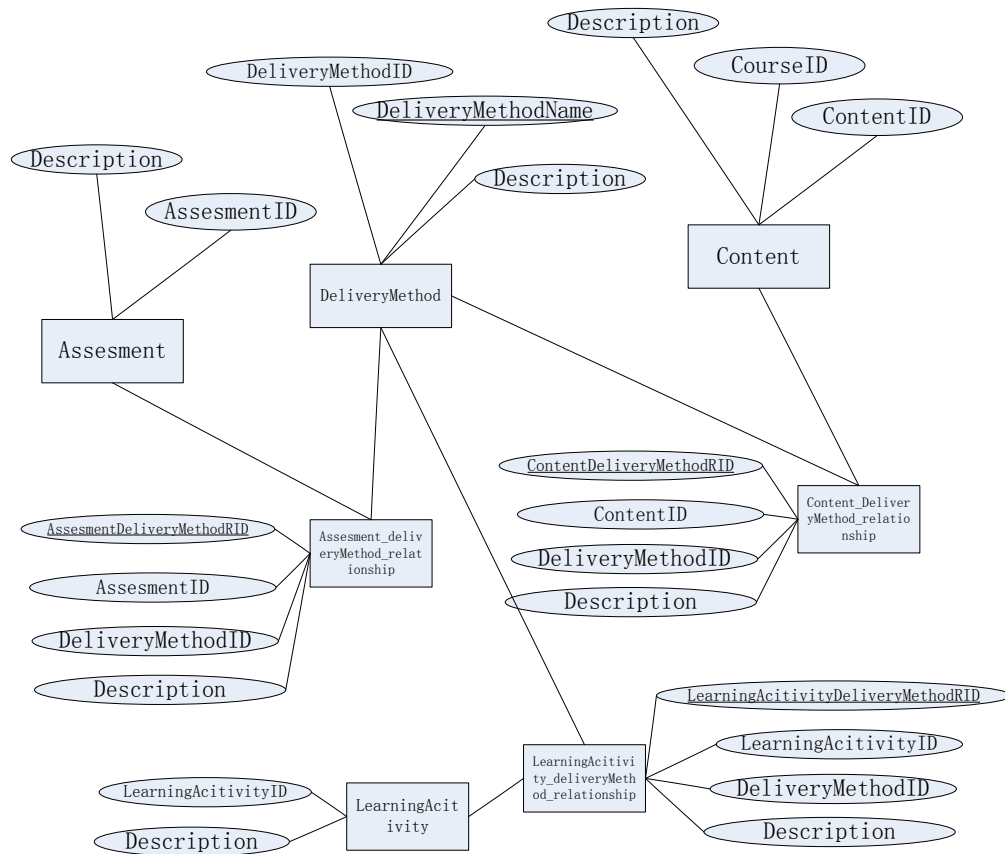 Description
CourseID
ContentID
DeliveryMethodID
DeliveryMethodName
Description
Description
AssesmentID
Content
DeliveryMethod
Assesment
ContentDeliveryMethodRID
ContentID
DeliveryMethodID
Description
Content_Deliver
yMethod_relatio
nship
AssesmentDeliveryMethodRID
AssesmentID
DeliveryMethodID
Description
Assesment_deliv
eryMethod_relat
ionship
LearningAcitivityDeliveryMethodRID
LearningAcitivityID
DeliveryMethodID
Description
LearningAcitivi
ty_deliveryMeth
od_relationship
LearningAcitivityID
Description
LearningAcit
ivity